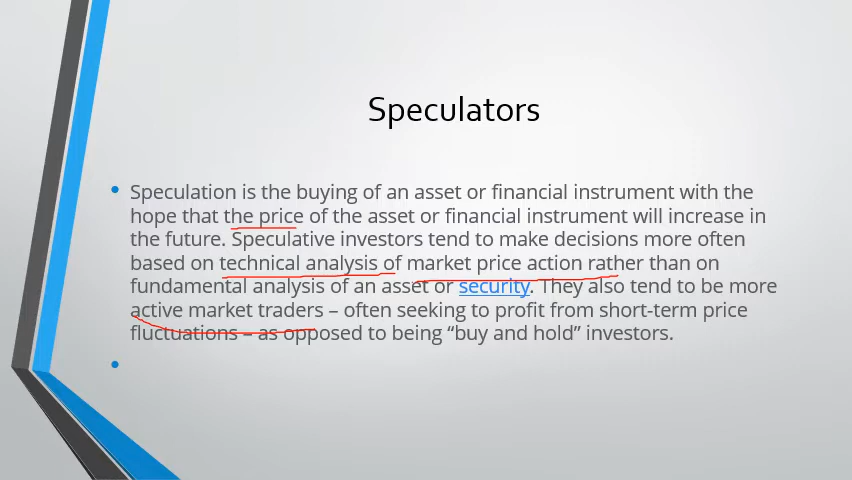 Speculators
Speculation is the buying of an asset or financial instrument with the
hope that the price of the asset or financial instrument will increase in
the future. Speculative investors tend to make decisions more often
based on technical analysis of market price action rather than on
fundamental analysis of an asset or security. They also tend to be more
active market traders – often seeking to profit from short-term price
fluctuations – as opposed to being “buy and hold” investors.